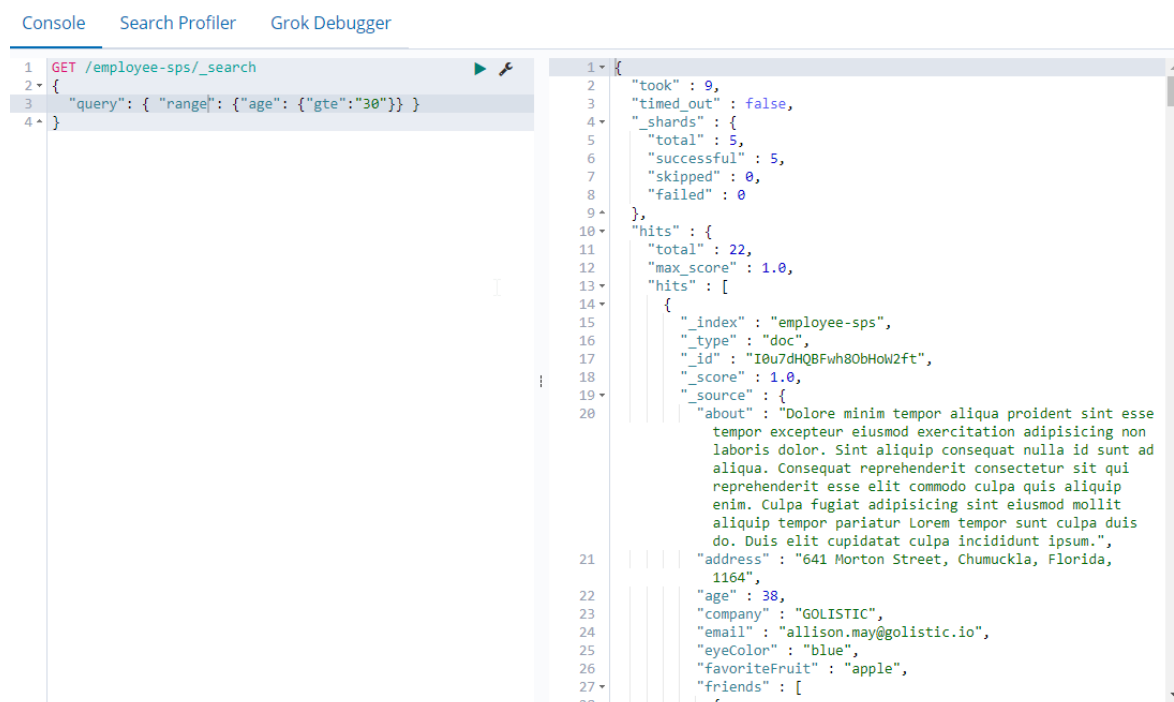 Console Search Profiler Grok Debugger
1 GET /employee-sps/_search
2 {
3 "query": { "range": {"age": {"gte":"30"}} }
4 }
1 {
2 "took" : 9,
3 "timed_out" : false,
4 "_shards" : {
5 "total" : 5,
6 "successful" : 5,
7 "skipped" : 0,
8 "failed" : 0
9 },
10 "hits" : {
11 "total" : 22,
12 "max_score" : 1.0,
13 "hits" : [
14 {
15 "_index" : "employee-sps",
16 "_type" : "doc",
17 "_id" : "I0u7dHQBFwh8ObHoW2ft",
18 "_score" : 1.0,
19 "_source" : {
20 "about" : "Dolore minim tempor aliqua proident sint esse
tempor excepteur eiusmod exercitation adipisicing non
laboris dolor. Sint aliquip consequat nulla id sunt ad
aliqua. Consequat reprehenderit consectetur sit qui
reprehenderit esse elit commodo culpa quis aliquip
enim. Culpa fugiat adipisicing sint eiusmod mollit
aliquip tempor pariatur Lorem tempor sunt culpa duis
do. Duis elit cupidatat culpa incididunt ipsum.",
21 "address" : "641 Morton Street, Chumuckla, Florida,
1164",
22 "age" : 38,
23 "company" : "GOLISTIC",
24 "email" : "allison.may@golistic.io",
25 "eyeColor" : "blue",
26 "favoriteFruit" : "apple",
27 "friends" : [